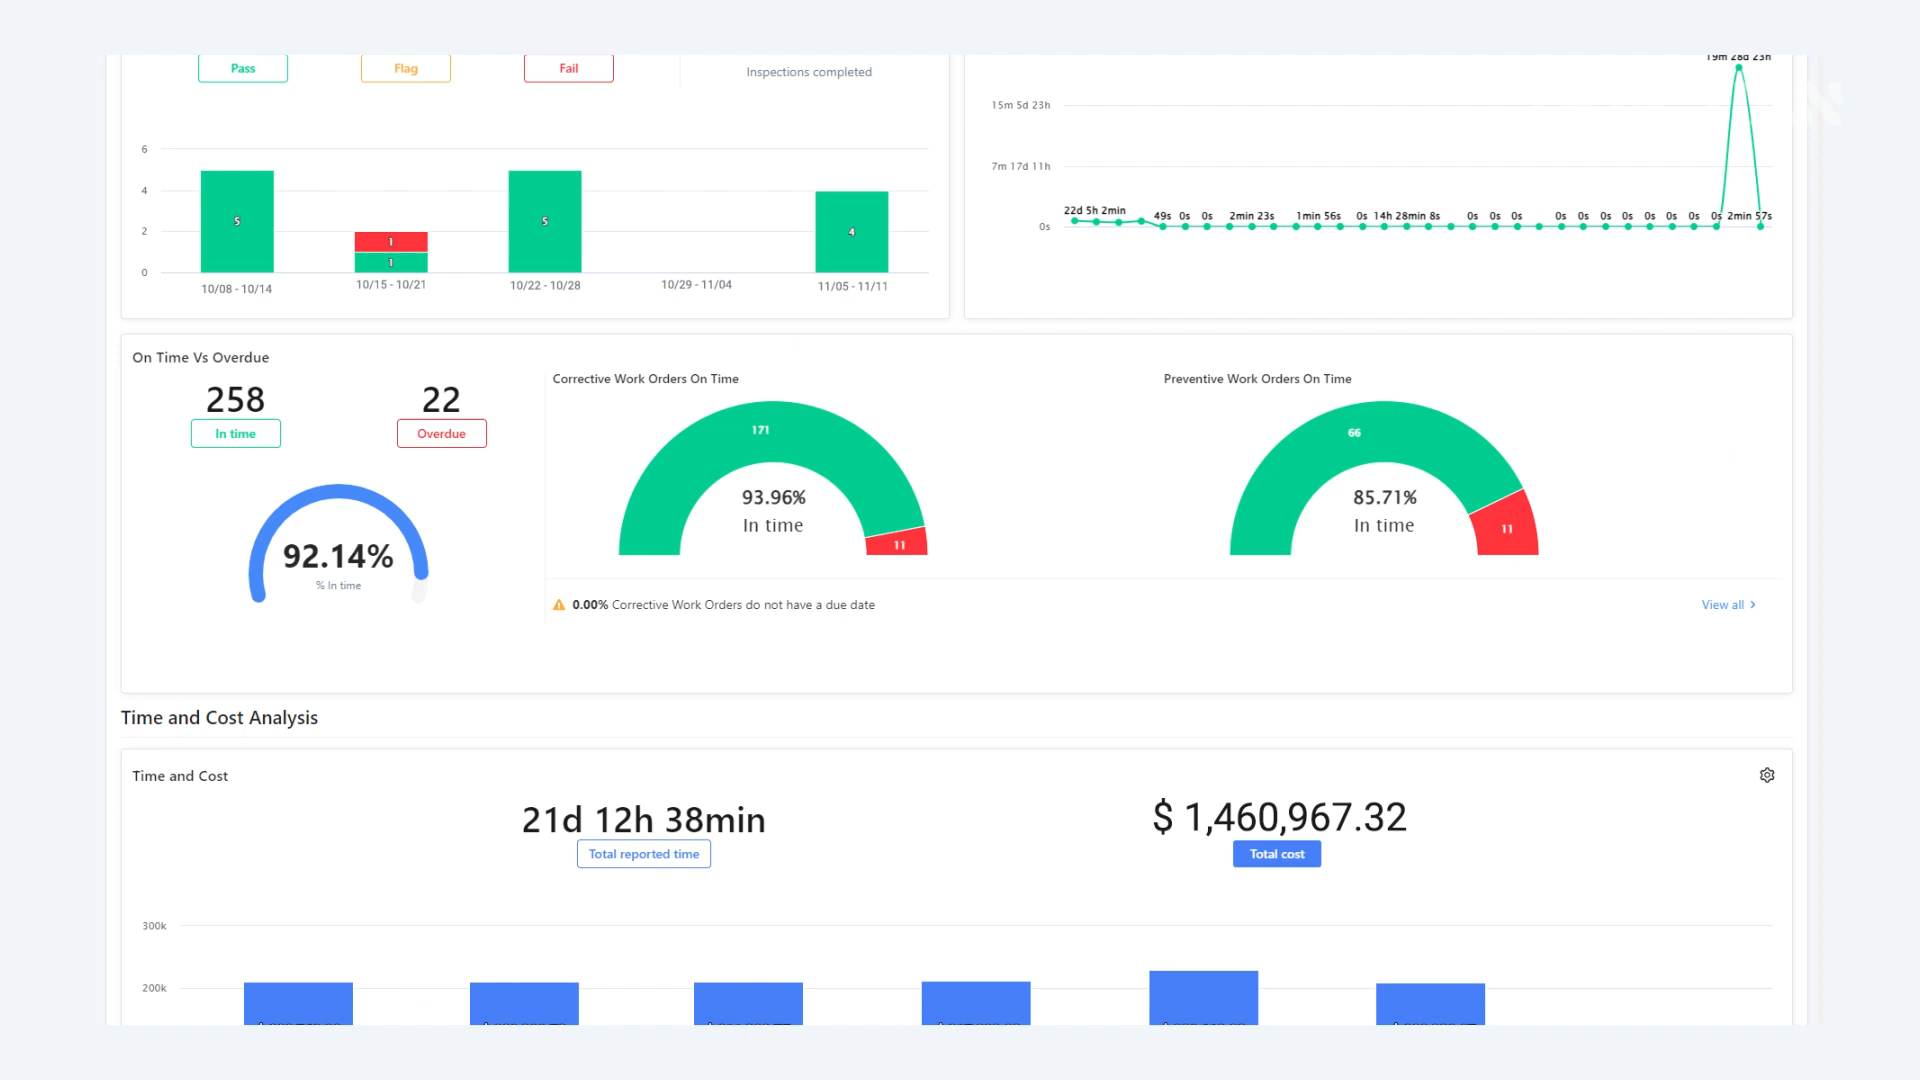 Pass
Flag
Fail
Inspections completed
6
4
2
0
5
1
1
5
4
10/08 - 10/14
10/15 - 10/21
10/22 - 10/28
10/29 - 11/04
11/05 - 11/11
19m 28d 23h
15m 5d 23h
7m 17d 11h
0s
22d 5h 2min
49s
0s
0s
2min 23s
1min 56s
0s
14h 28min 8s
0s
0s
0s
0s
0s
0s
0s
0s
0s
0s
0s
2min 57s
On Time Vs Overdue
258
In time
22
Overdue
92.14%
% In time
Corrective Work Orders On Time
171
93.96%
In time
11
Preventive Work Orders On Time
66
85.71%
In time
11
0.00% Corrective Work Orders do not have a due date
View all
Time and Cost Analysis
Time and Cost
21d 12h 38min
Total reported time
$ 1,460,967.32
Total cost
300k
200k